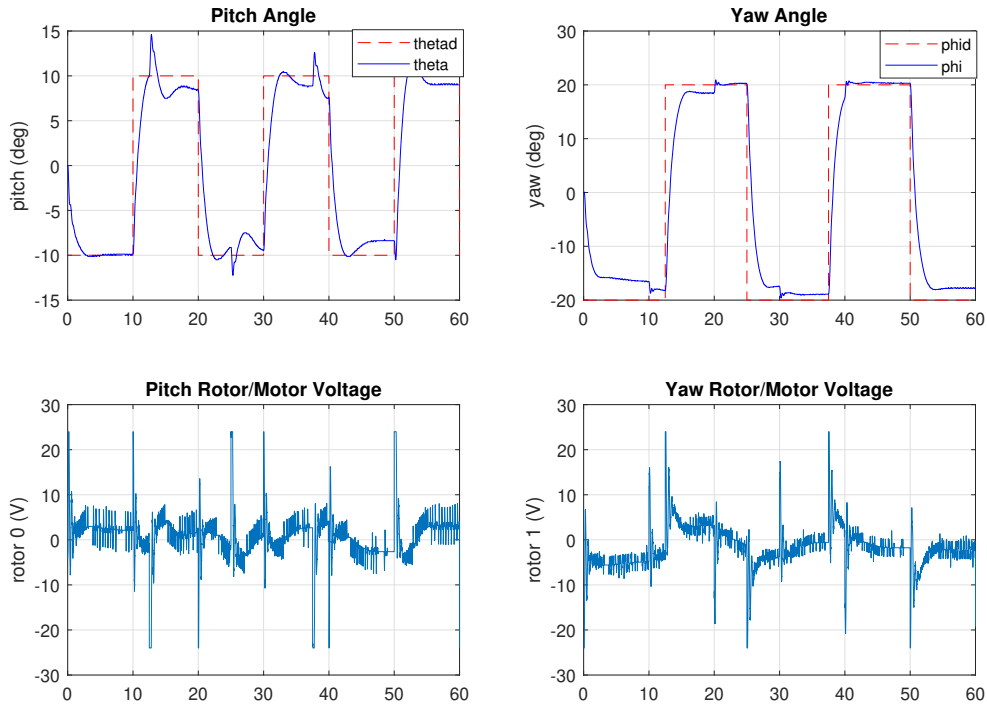 Pitch Angle
15
10
5
0
-5
-10
-15
pitch (deg)
0 10 20 30 40 50 60
thetad
theta
Yaw Angle
30
20
10
0
-10
-20
yaw (deg)
0 10 20 30 40 50 60
phid
phi
Pitch Rotor/Motor Voltage
30
20
10
0
-10
-20
-30
rotor 0 (V)
0 10 20 30 40 50 60
Yaw Rotor/Motor Voltage
30
20
10
0
-10
-20
-30
rotor 1 (V)
0 10 20 30 40 50 60